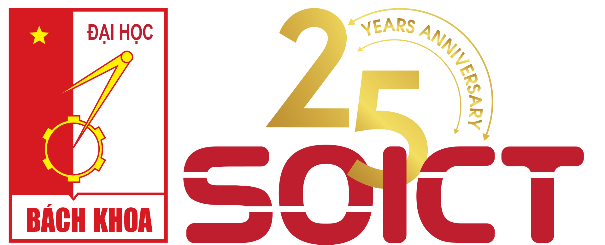 ĐẠI HỌC
BÁCH KHOA
25
YEARS ANNIVERSARY
SOICT